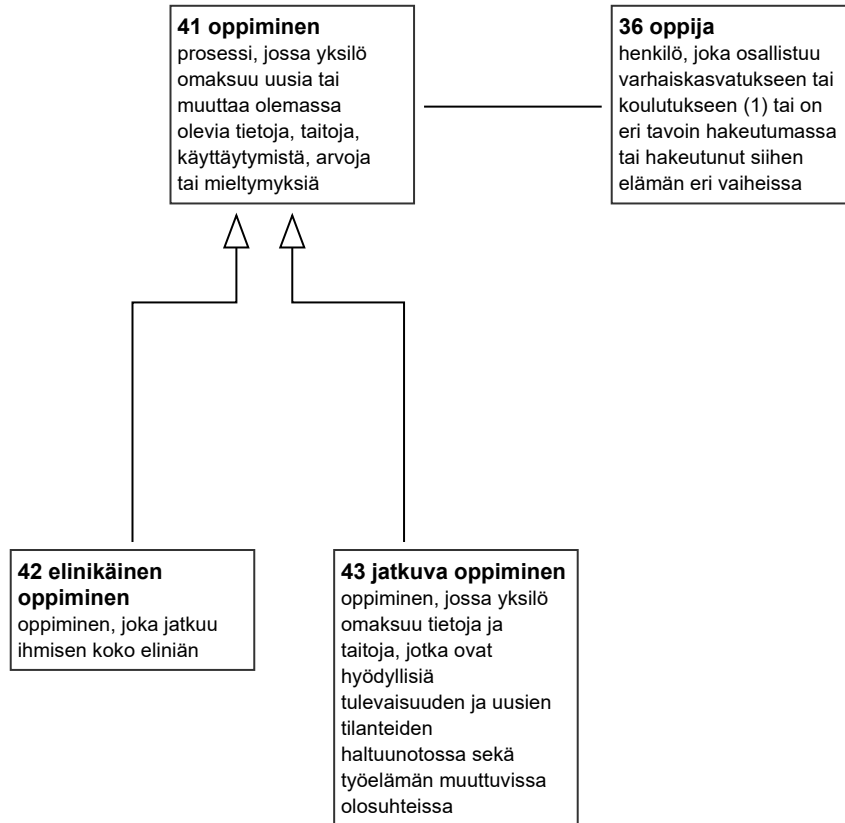 41 oppiminen
prosessi, jossa yksilö
omaksuu uusia tai
muuttaa olemassa
olevia tietoja, taitoja,
käyttäytymistä, arvoja
tai mieltymyksiä
36 oppija
henkilö, joka osallistuu
varhaiskasvatukseen tai
koulutukseen (1) tai on
eri tavoin hakeutumassa
tai hakeutunut siihen
elämän eri vaiheissa
42 elinikäinen
oppiminen
oppiminen, joka jatkuu
ihmisen koko eliniän
43 jatkuva oppiminen
oppiminen, jossa yksilö
omaksuu tietoja ja
taitoja, jotka ovat
hyödyllisiä
tulevaisuuden ja uusien
tilanteiden
haltuunotossa sekä
työelämän muuttuvissa
olosuhteissa